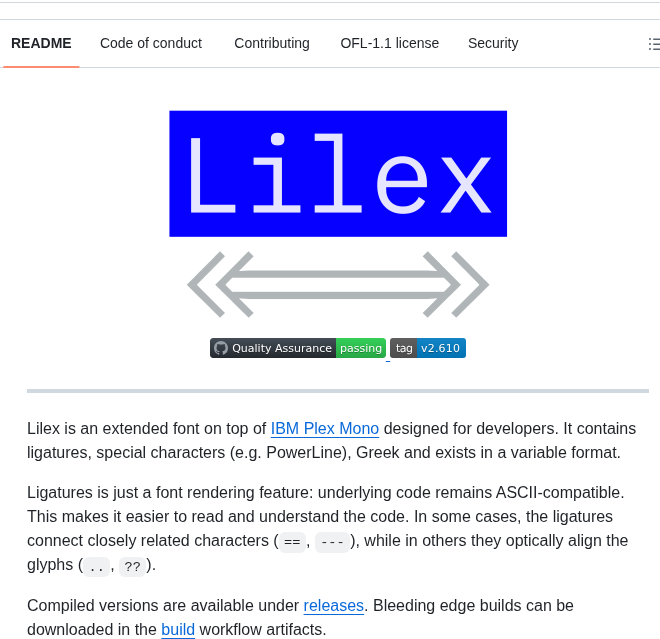 README Code of conduct Contributing OFL-1.1 license Security
Lilex
Quality Assurance passing tag v2.610
Lilex is an extended font on top of IBM Plex Mono designed for developers. It contains
ligatures, special characters (e.g. PowerLine), Greek and exists in a variable format.
Ligatures is just a font rendering feature: underlying code remains ASCII-compatible.
This makes it easier to read and understand the code. In some cases, the ligatures
connect closely related characters ( == , --- ), while in others they optically align the
glyphs ( .. , ?? ).
Compiled versions are available under releases. Bleeding edge builds can be
downloaded in the build workflow artifacts.